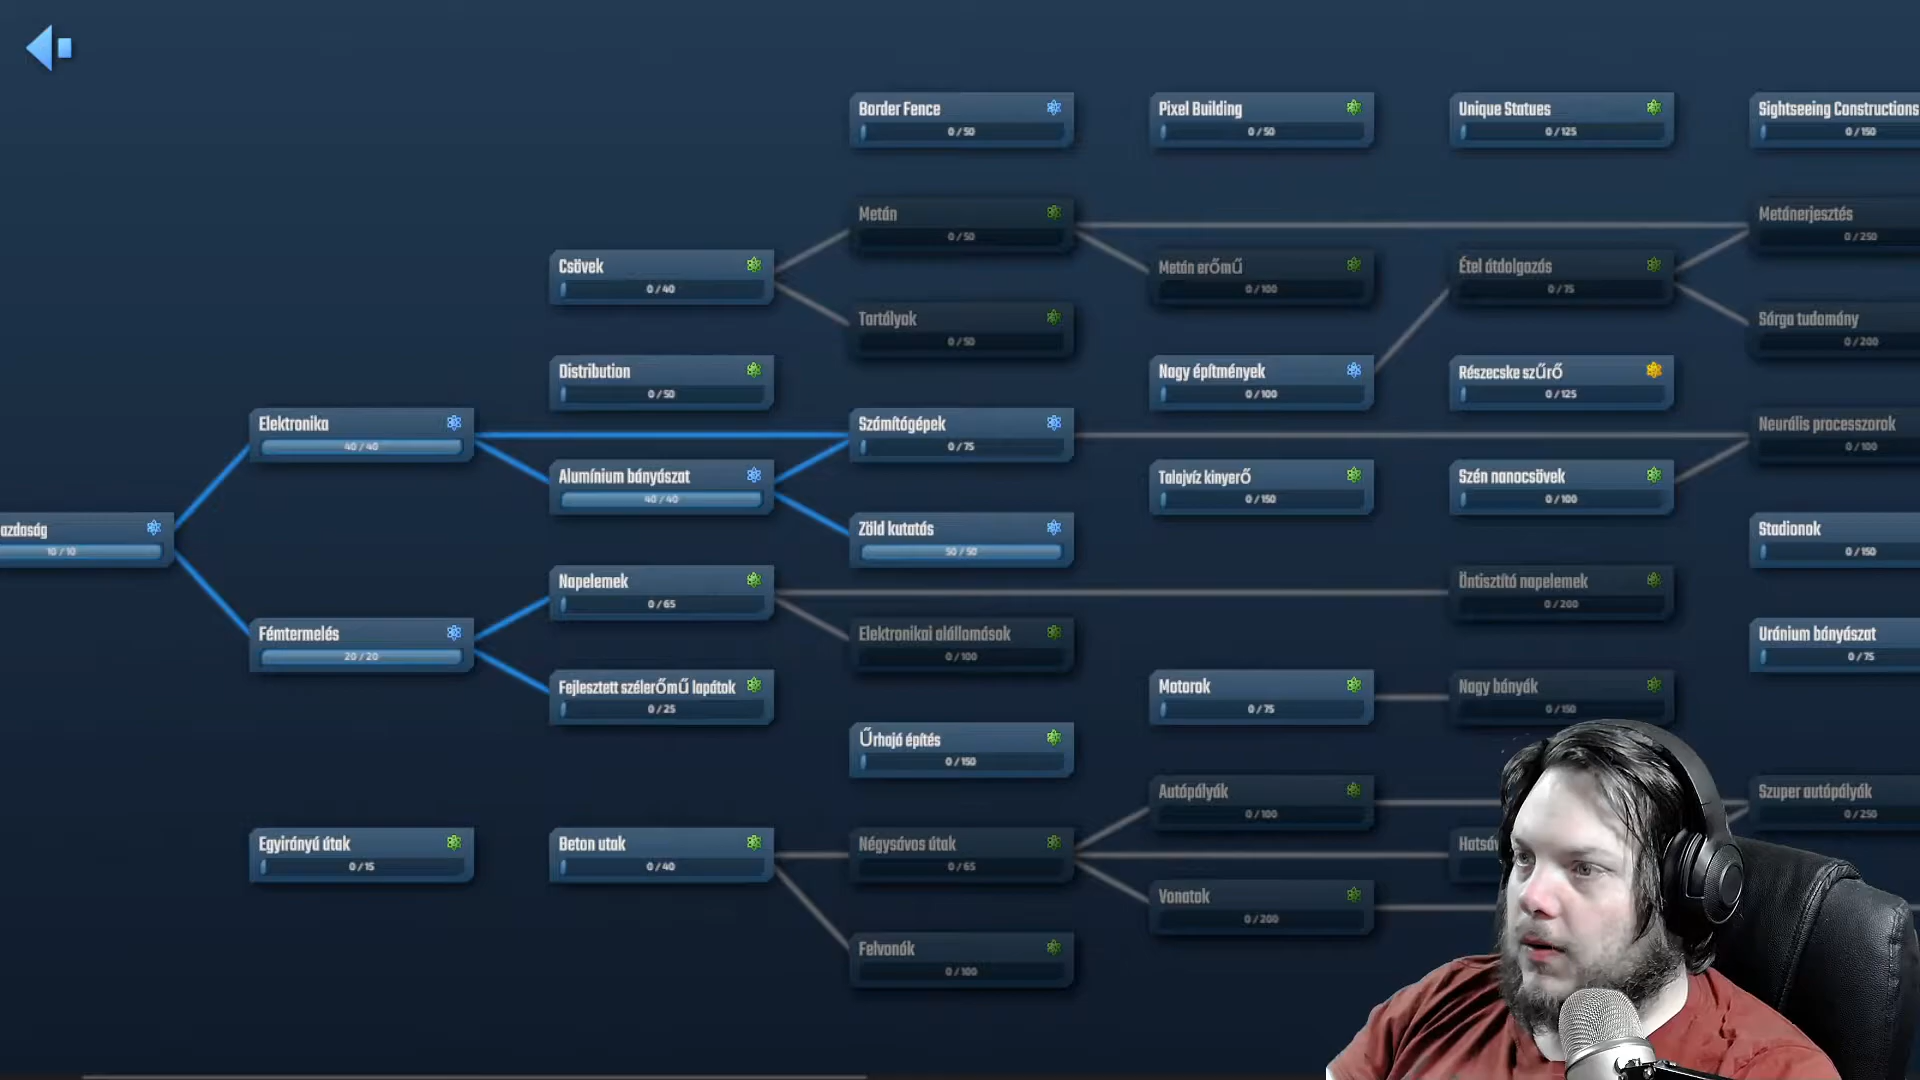 Border Fence
0 / 50
Pixel Building
0 / 50
Unique Statues
0 / 125
Sightseeing Constructions
0 / 150
Metán
0 / 50
Metánerjesztés
0 / 250
Csövek
0 / 40
Metán erőmű
0 / 100
Étel átdolgozás
0 / 75
Tartályok
0 / 50
Sárga tudomány
0 / 200
Distribution
0 / 50
Nagy építmények
0 / 100
Részecske szűrő
0 / 125
Elektronika
40 / 40
Számítógépek
0 / 75
Neurális processzorok
0 / 100
Alumínium bányászat
40 / 40
Talajvíz kinyerő
0 / 150
Szén nanocsövek
0 / 100
azdaság
10 / 10
Zöld kutatás
50 / 50
Stadionok
0 / 150
Napelemek
0 / 65
Öntisztító napelemek
0 / 200
Fémtermelés
20 / 20
Elektronikai alállomások
0 / 100
Uránium bányászat
0 / 75
Fejlesztett szélerőmű lapátok
0 / 25
Motorok
0 / 75
Nagy bányák
0 / 150
Űrhajó építés
0 / 150
Autópályák
0 / 100
Szuper autópályák
0 / 250
Egyirányú útak
0 / 15
Beton utak
0 / 40
Négysávos útak
0 / 65
Hatsáv
Vonatok
0 / 200
Felvonók
0 / 100